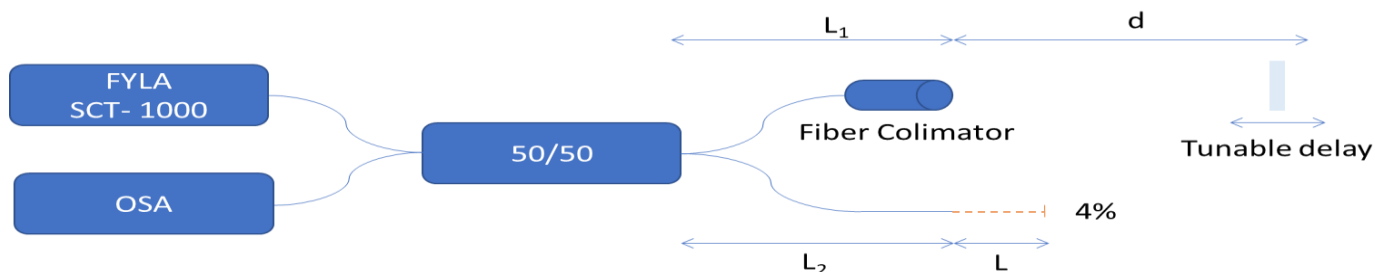 L₁
d
FYLA
SCT- 1000
50/50
Fiber Colimator
Tunable delay
OSA
4%
L₂
L